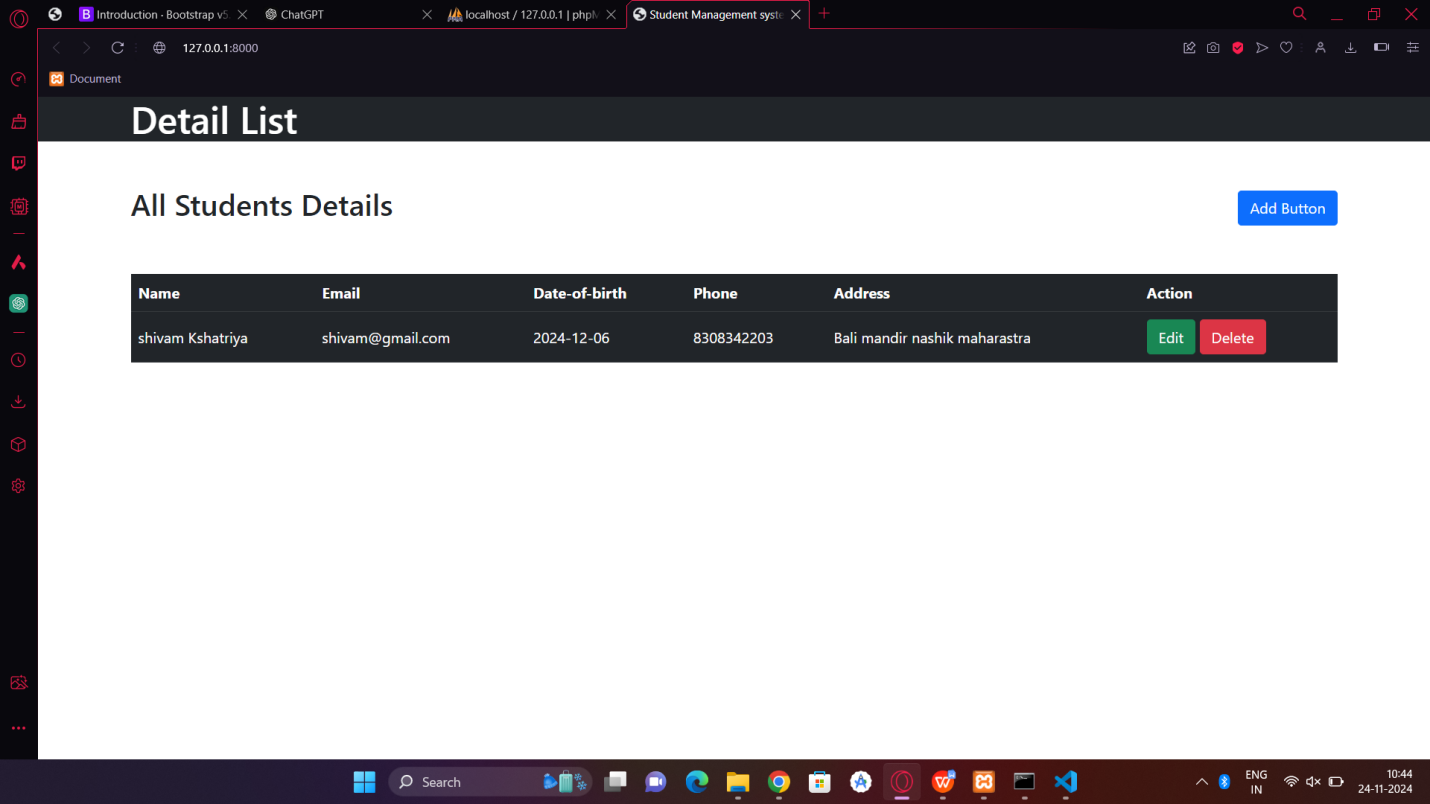 Introduction · Bootstrap v5.
ChatGPT
localhost / 127.0.0.1 | phpM
Student Management syste
127.0.0.1:8000
Document
Detail List
All Students Details
Add Button
Name Email Date-of-birth Phone Address Action
shivam Kshatriya shivam@gmail.com 2024-12-06 8308342203 Bali mandir nashik maharastra Edit Delete
Search
ENG
IN
10:44
24-11-2024